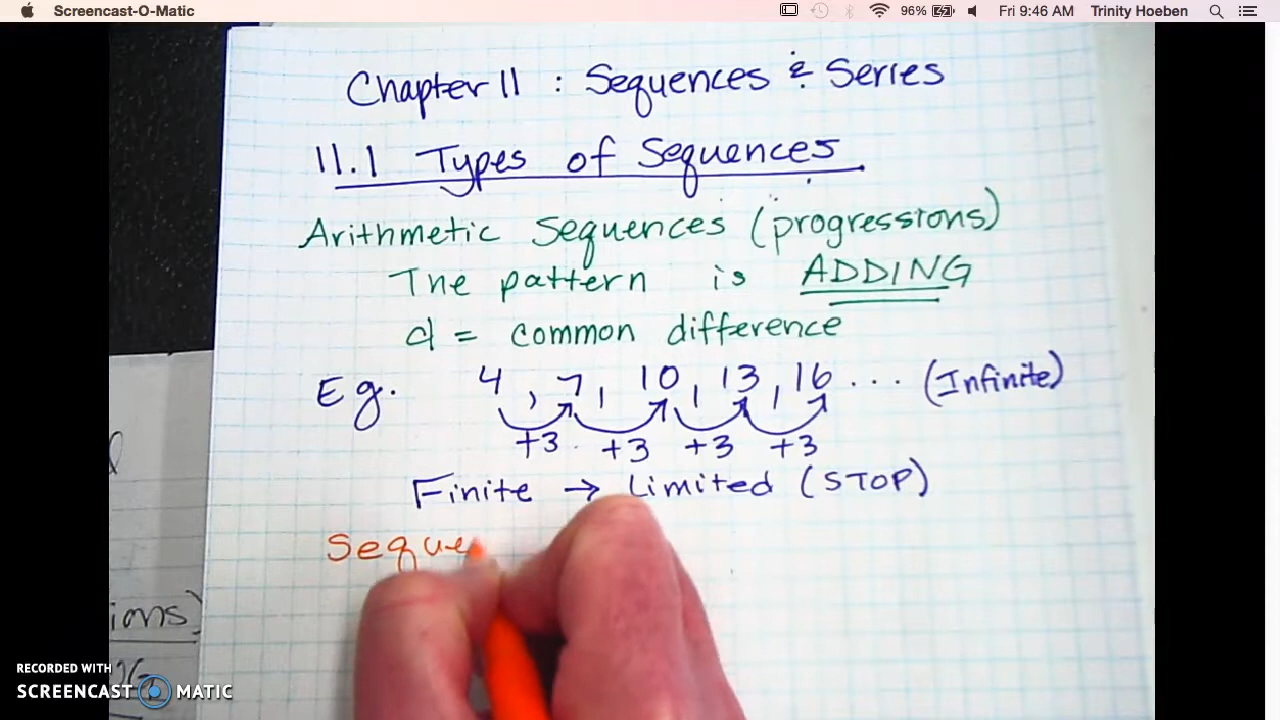 Screencast-O-Matic 96% Fri 9:46 AM Trinity Hoeben
Chapter 11 : Sequences & Series
11.1 Types of Sequences
Arithmetic Sequences (progressions)
The pattern is ADDING
d = common difference
Eg. 4, 7, 10, 13, 16 ... (Infinite)
+3 +3 +3 +3
Finite → Limited (STOP)
Seque
ions)
RECORDED WITH
SCREENCAST-O-MATIC